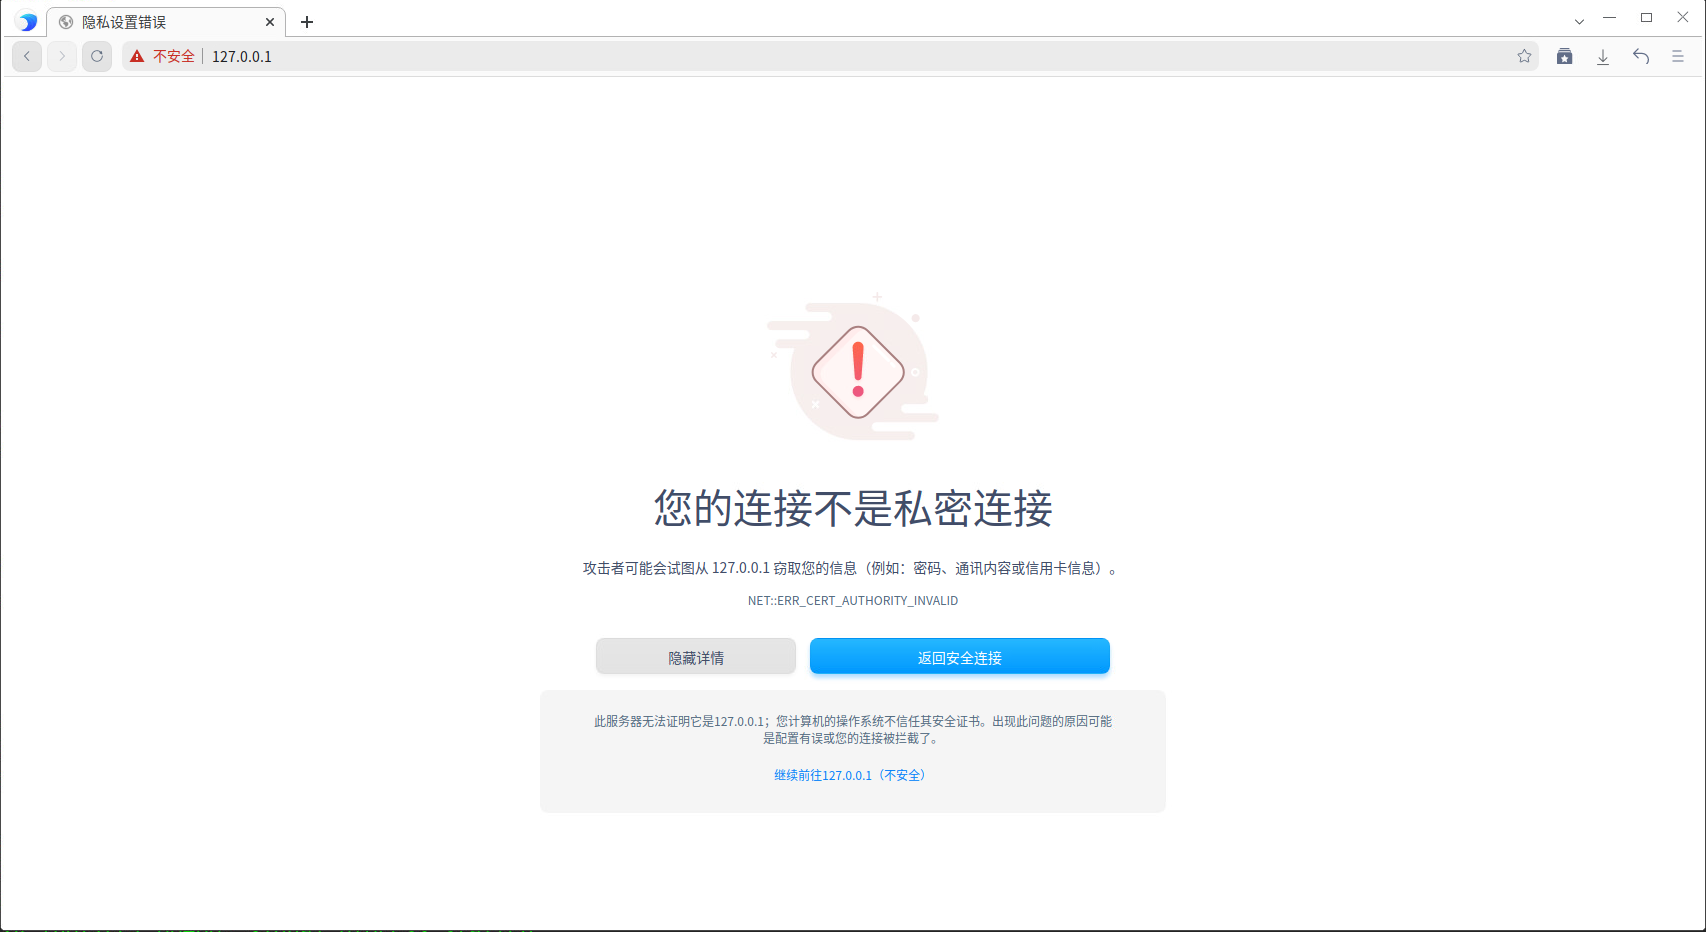 隐私设置错误
不安全 127.0.0.1
您的连接不是私密连接
攻击者可能会试图从 127.0.0.1 窃取您的信息（例如：密码、通讯内容或信用卡信息）。
NET::ERR_CERT_AUTHORITY_INVALID
隐藏详情 返回安全连接
此服务器无法证明它是127.0.0.1；您计算机的操作系统不信任其安全证书。出现此问题的原因可能
是配置有误或您的连接被拦截了。
继续前往127.0.0.1（不安全）